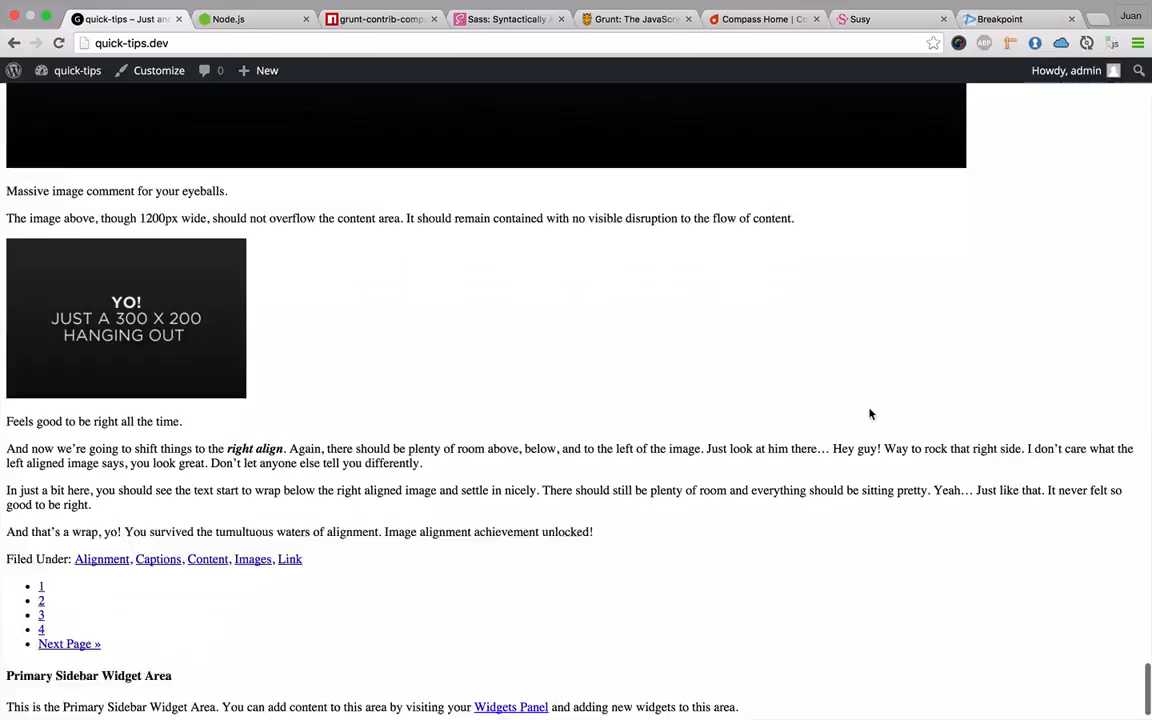 quick-tips – Just an
Node.js
grunt-contrib-comp
Sass: Syntactically A
Grunt: The JavaScri
Compass Home | Co
Susy
Breakpoint
Juan
quick-tips.dev
ABP
js
quick-tips
Customize
0
New
Howdy, admin
Massive image comment for your eyeballs.
The image above, though 1200px wide, should not overflow the content area. It should remain contained with no visible disruption to the flow of content.
YO!
JUST A 300 X 200
HANGING OUT
Feels good to be right all the time.
And now we’re going to shift things to the right align. Again, there should be plenty of room above, below, and to the left of the image. Just look at him there… Hey guy! Way to rock that right side. I don’t care what the
left aligned image says, you look great. Don’t let anyone else tell you differently.
In just a bit here, you should see the text start to wrap below the right aligned image and settle in nicely. There should still be plenty of room and everything should be sitting pretty. Yeah… Just like that. It never felt so
good to be right.
And that’s a wrap, yo! You survived the tumultuous waters of alignment. Image alignment achievement unlocked!
Filed Under: Alignment, Captions, Content, Images, Link
1
2
3
4
Next Page »
Primary Sidebar Widget Area
This is the Primary Sidebar Widget Area. You can add content to this area by visiting your Widgets Panel and adding new widgets to this area.